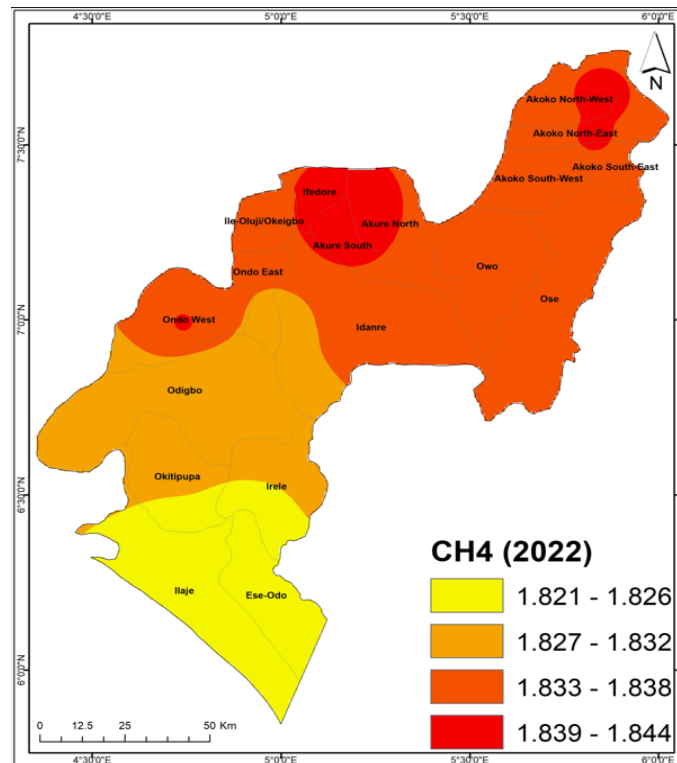 4°30'0"E 5°0'0"E 5°30'0"E 6°0'0"E
N
Akoko North-West
Akoko North-East
7°30'0"N
Akoko South-East
Akoko South-West
Ifedore
Ile-Oluji/Okeigbo
Akure North
Akure South
Owo
Ondo East
Ose
Ondo West
Idanre
7°0'0"N
Odigbo
Okitipupa
Irele
6°30'0"N
Ilaje
Ese-Odo
6°0'0"N
CH4 (2022)
1.821 - 1.826
1.827 - 1.832
1.833 - 1.838
1.839 - 1.844
0 12.5 25 50 Km
4°30'0"E 5°0'0"E 5°30'0"E 6°0'0"E